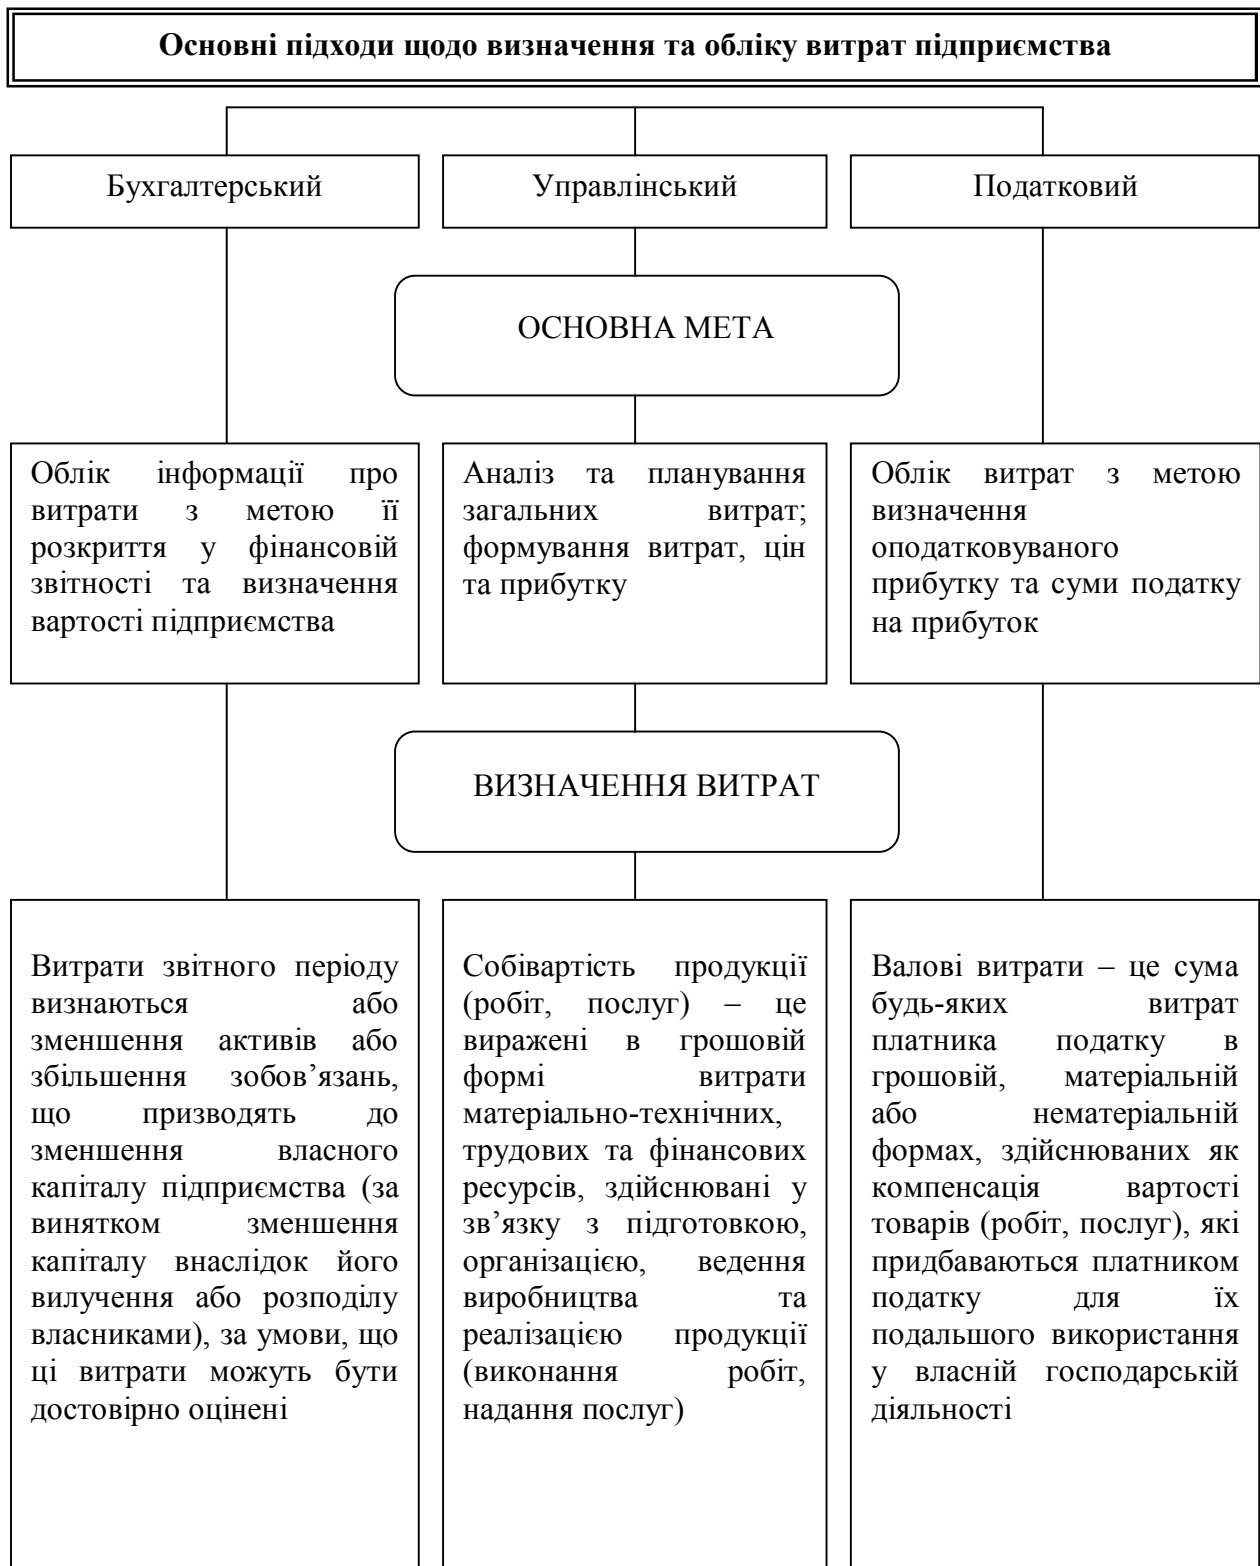 Основні підходи щодо визначення та обліку витрат підприємства
Бухгалтерський
Управлінський
Податковий
ОСНОВНА МЕТА
Облік інформації про
витрати з метою її
розкриття у фінансовій
звітності та визначення
вартості підприємства
Аналіз та планування
загальних витрат;
формування витрат, цін
та прибутку
Облік витрат з метою
визначення
оподатковуваного
прибутку та суми податку
на прибуток
ВИЗНАЧЕННЯ ВИТРАТ
Витрати звітного періоду
визнаються або
зменшення активів або
збільшення зобов’язань,
що призводять до
зменшення власного
капіталу підприємства (за
винятком зменшення
капіталу внаслідок його
вилучення або розподілу
власниками), за умови, що
ці витрати можуть бути
достовірно оцінені
Собівартість продукції
(робіт, послуг) – це
виражені в грошовій
формі витрати
матеріально-технічних,
трудових та фінансових
ресурсів, здійснювані у
зв’язку з підготовкою,
організацією, ведення
виробництва та
реалізацією продукції
(виконання робіт,
надання послуг)
Валові витрати – це сума
будь-яких витрат
платника податку в
грошовій, матеріальній
або нематеріальній
формах, здійснюваних як
компенсація вартості
товарів (робіт, послуг), які
придбаваються платником
податку для їх
подальшого використання
у власній господарській
діяльності